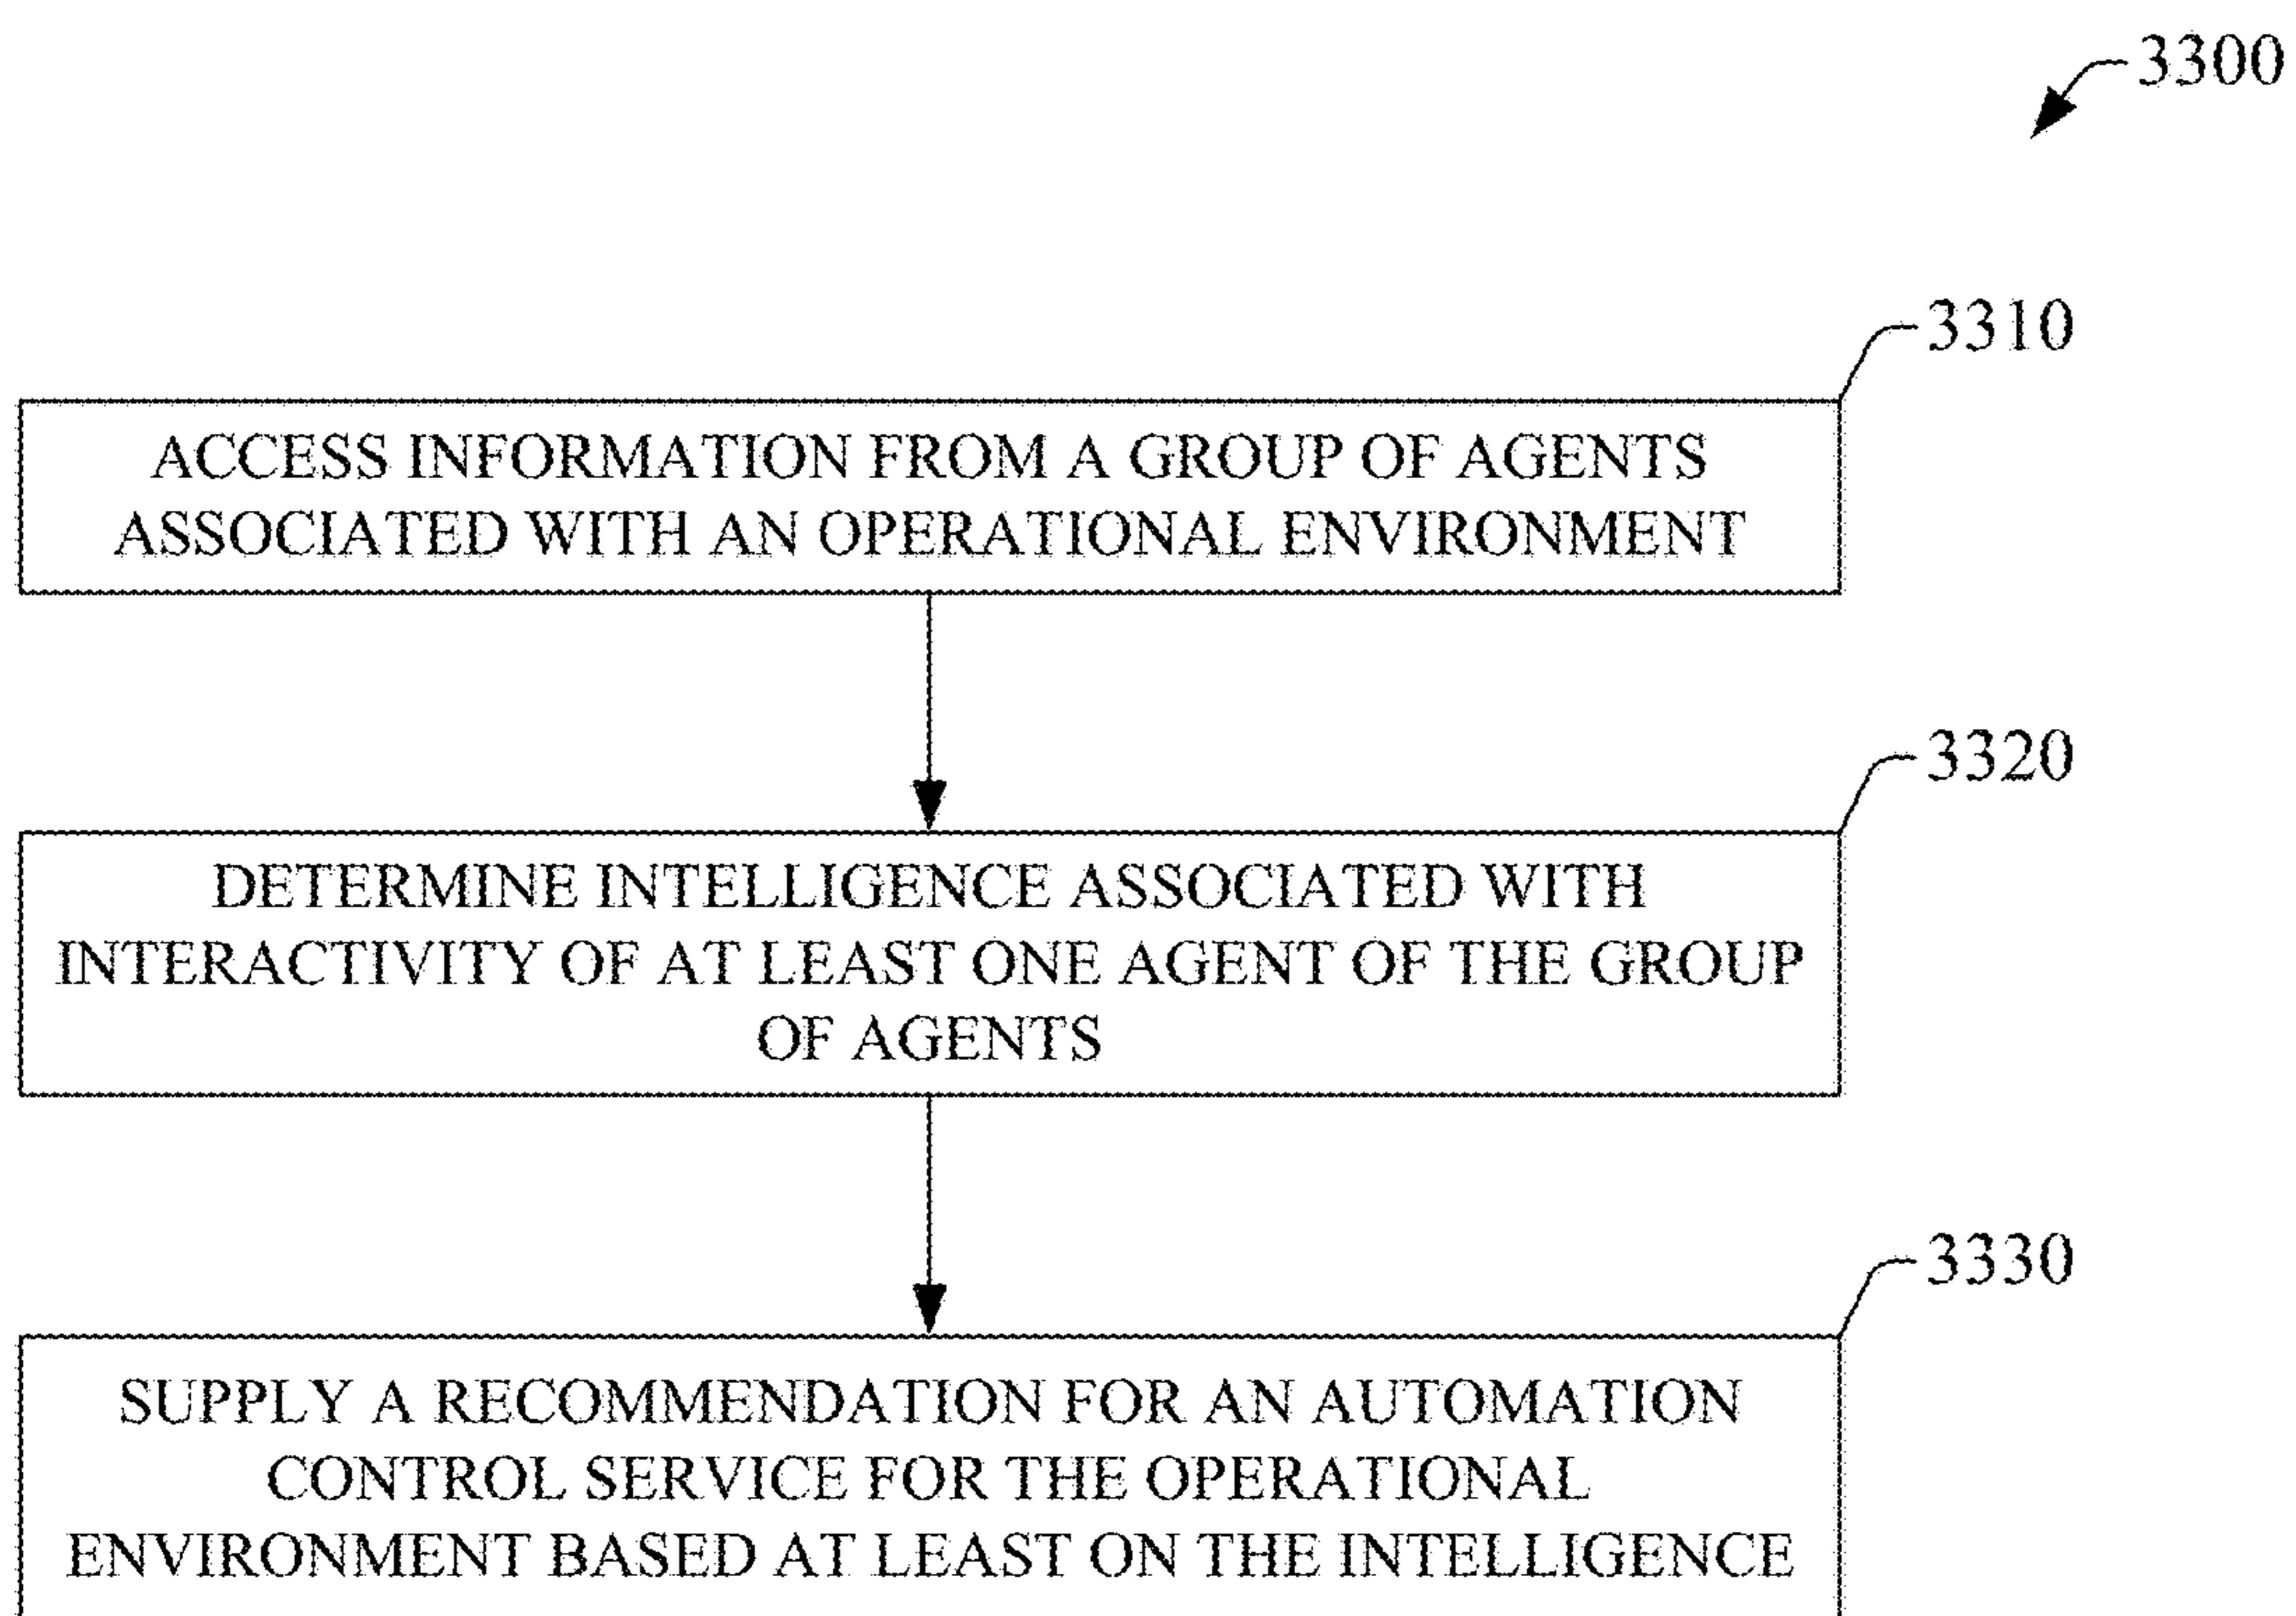 3300
3310
ACCESS INFORMATION FROM A GROUP OF AGENTS
ASSOCIATED WITH AN OPERATIONAL ENVIRONMENT
3320
DETERMINE INTELLIGENCE ASSOCIATED WITH
INTERACTIVITY OF AT LEAST ONE AGENT OF THE GROUP
OF AGENTS
3330
SUPPLY A RECOMMENDATION FOR AN AUTOMATION
CONTROL SERVICE FOR THE OPERATIONAL
ENVIRONMENT BASED AT LEAST ON THE INTELLIGENCE